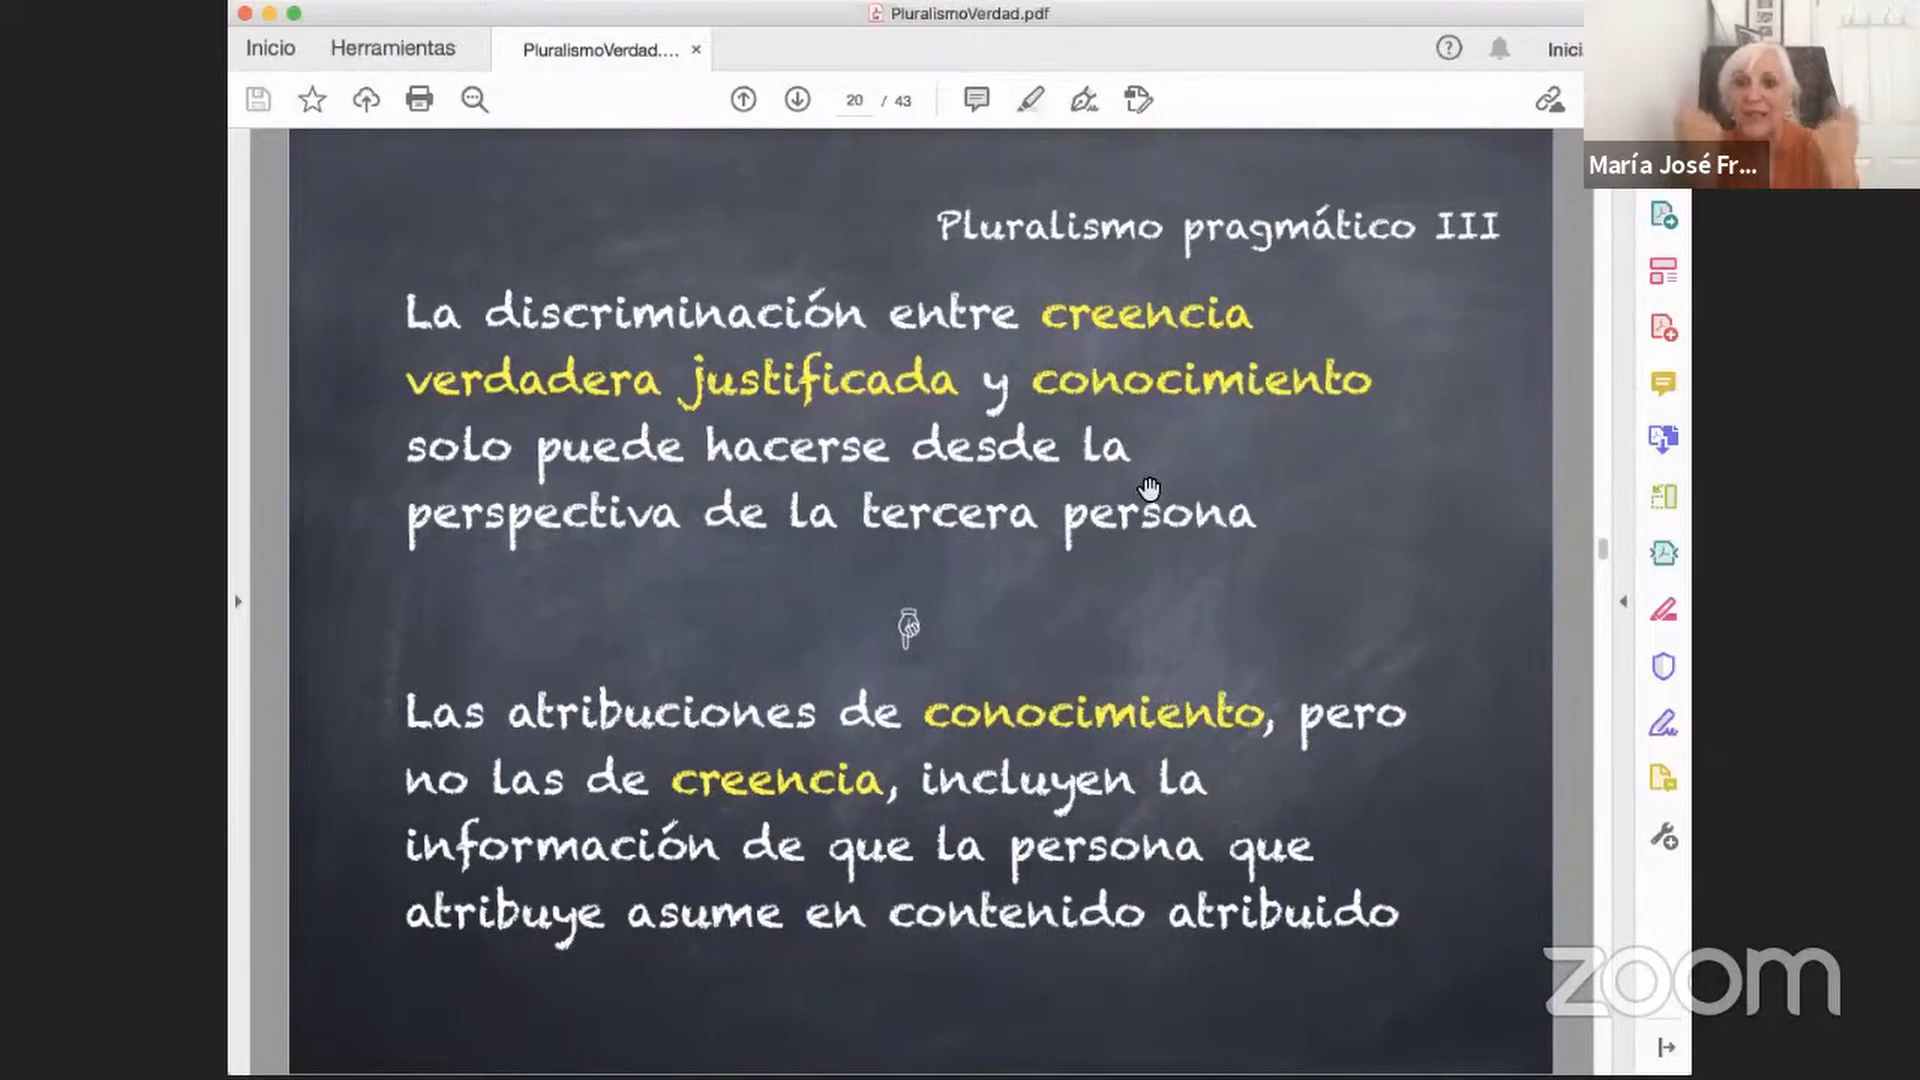 PluralismoVerdad.pdf
Inicio
Herramientas
PluralismoVerdad....
Inici
20 / 43
María José Fr...
Pluralismo pragmático III
La discriminación entre creencia
verdadera justificada y conocimiento
solo puede hacerse desde la
perspectiva de la tercera persona
Las atribuciones de conocimiento, pero
no las de creencia, incluyen la
información de que la persona que
atribuye asume en contenido atribuido
zoom